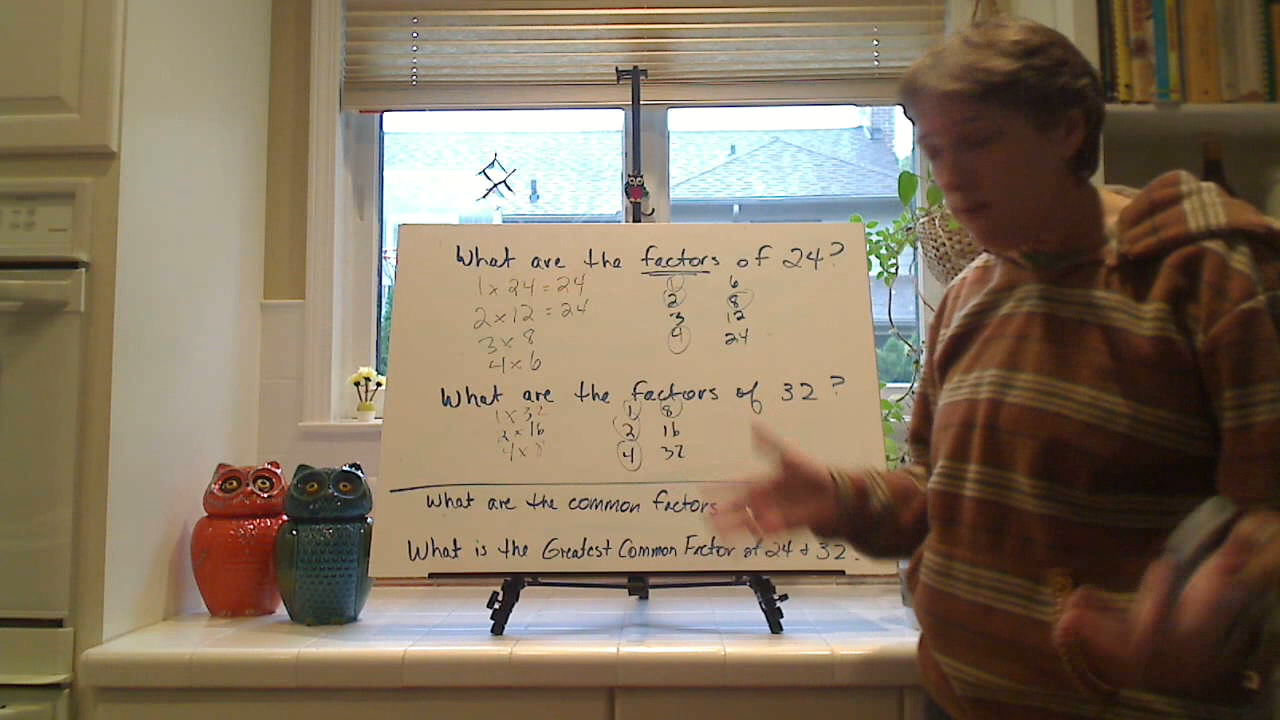 What are the factors of 24?
1 x 24 = 24
2 x 12 = 24
3 x 8
4 x 6
1 6
2 8
3 12
4 24
What are the factors of 32?
1 x 32
2 x 16
4 x 8
1 8
2 16
4 32
What are the common factors
What is the Greatest Common Factor of 24 + 32?